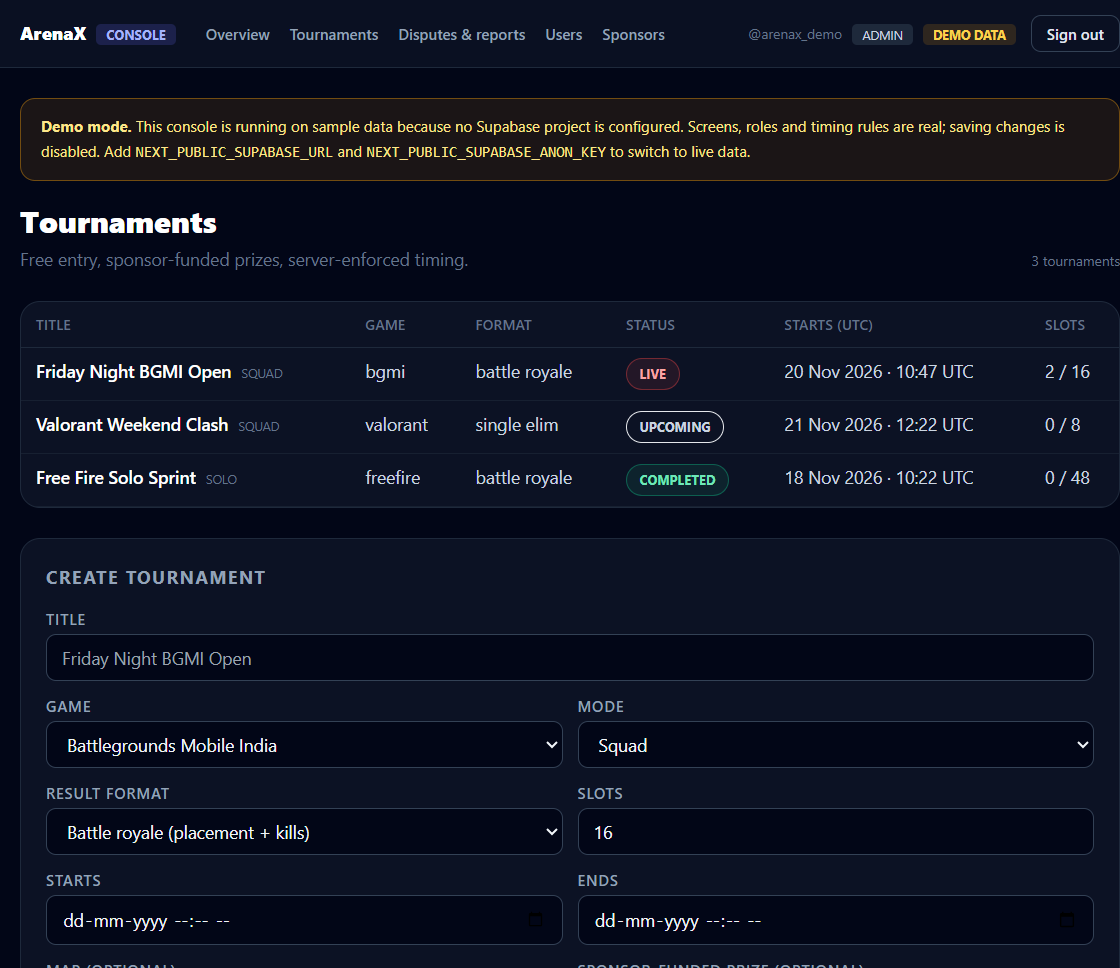 ArenaX CONSOLE Overview Tournaments Disputes & reports Users Sponsors @arenax_demo ADMIN DEMO DATA Sign out
Demo mode. This console is running on sample data because no Supabase project is configured. Screens, roles and timing rules are real; saving changes is
disabled. Add NEXT_PUBLIC_SUPABASE_URL and NEXT_PUBLIC_SUPABASE_ANON_KEY to switch to live data.
Tournaments
Free entry, sponsor-funded prizes, server-enforced timing.
3 tournaments
TITLE GAME FORMAT STATUS STARTS (UTC) SLOTS
Friday Night BGMI Open SQUAD bgmi battle royale LIVE 20 Nov 2026 · 10:47 UTC 2 / 16
Valorant Weekend Clash SQUAD valorant single elim UPCOMING 21 Nov 2026 · 12:22 UTC 0 / 8
Free Fire Solo Sprint SOLO freefire battle royale COMPLETED 18 Nov 2026 · 10:22 UTC 0 / 48
CREATE TOURNAMENT
TITLE
Friday Night BGMI Open
GAME MODE
Battlegrounds Mobile India Squad
RESULT FORMAT SLOTS
Battle royale (placement + kills) 16
STARTS ENDS
dd-mm-yyyy --:-- -- dd-mm-yyyy --:-- --
MAP (OPTIONAL) SPONSOR-FUNDED PRIZE (OPTIONAL)